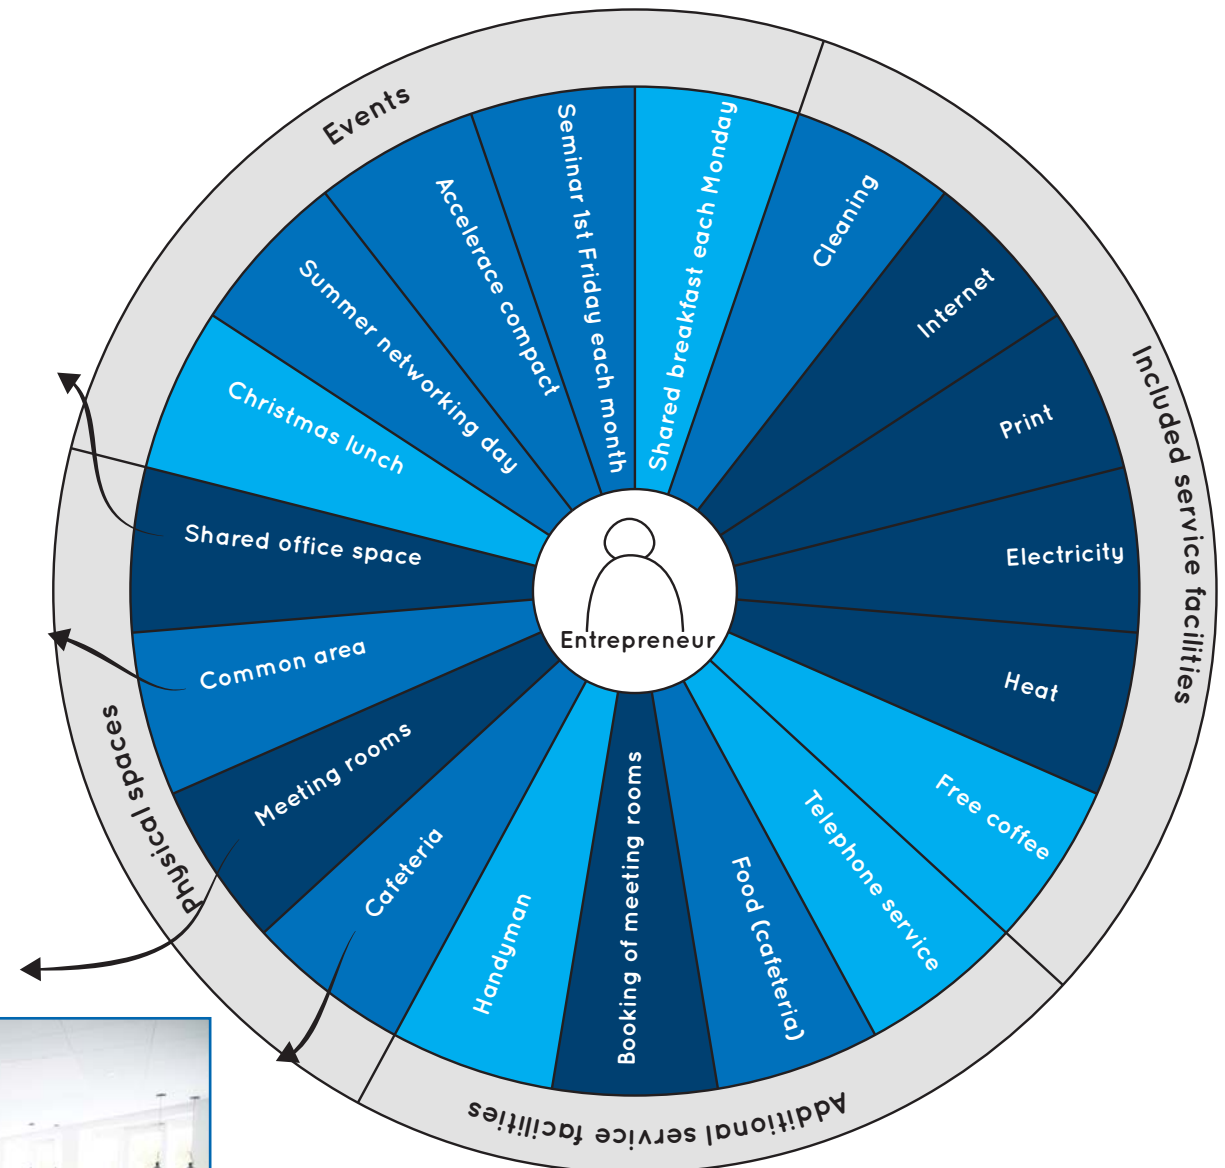 Events
Seminar 1st Friday each month
Shared breakfast each Monday
Accelerace compact
Summer networking day
Christmas lunch
Included service facilities
Cleaning
Internet
Print
Electricity
Heat
Free coffee
Additional service facilities
Telephone service
Food (cafeteria)
Booking of meeting rooms
Handyman
Physical spaces
Cafeteria
Meeting rooms
Common area
Shared office space
Entrepreneur